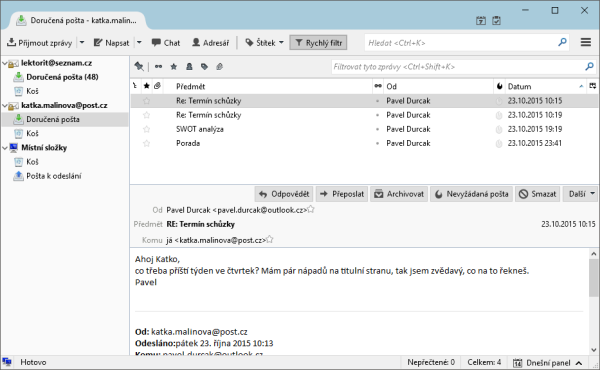 Doručená pošta - katka.malin...
Přijmout zprávy Napsat Chat Adresář Štítek Rychlý filtr Hledat <Ctrl+K>
lektorit@seznam.cz
Doručená pošta (48)
Koš
katka.malinova@post.cz
Doručená pošta
Koš
Místní složky
Koš
Pošta k odeslání
Filtrovat tyto zprávy <Ctrl+Shift+K>
Předmět Od Datum
Re: Termín schůzky Pavel Durcak 23.10.2015 10:15
Re: Termín schůzky Pavel Durcak 23.10.2015 10:19
SWOT analýza Pavel Durcak 23.10.2015 19:19
Porada Pavel Durcak 23.10.2015 23:41
Odpovědět Přeposlat Archivovat Nevyžádaná pošta Smazat Další
Od Pavel Durcak <pavel.durcak@outlook.cz>
Předmět RE: Termín schůzky 23.10.2015 10:15
Komu já <katka.malinova@post.cz>
Ahoj Katko,
co třeba příští týden ve čtvrtek? Mám pár nápadů na titulní stranu, tak jsem zvědavý, co na to řekneš.
Pavel
Od: katka.malinova@post.cz
Odesláno:pátek 23. října 2015 10:13
Komu: pavel.durcak@outlook.cz
Hotovo Nepřečtené: 0 Celkem: 4 Dnešní panel